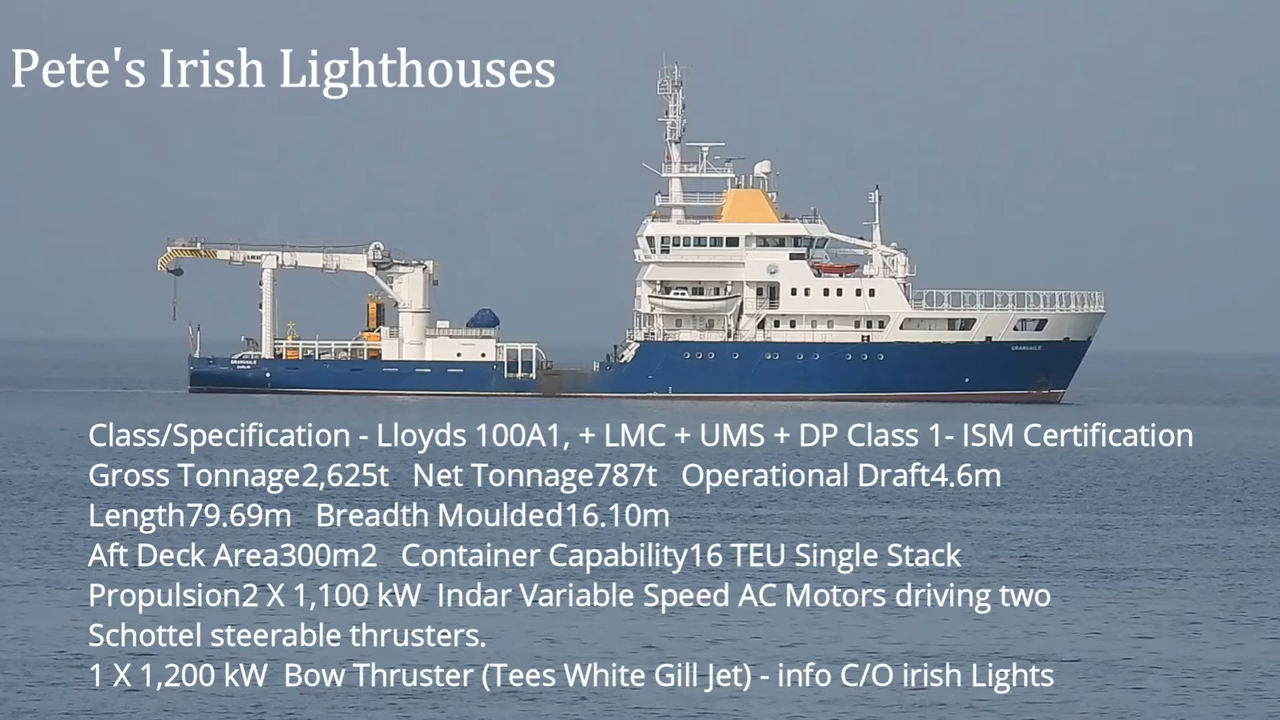 Pete's Irish Lighthouses
GRANUAILE
DUBLIN
GRANUAILE
Class/Specification - Lloyds 100A1, + LMC + UMS + DP Class 1- ISM Certification
Gross Tonnage2,625t   Net Tonnage787t   Operational Draft4.6m
Length79.69m   Breadth Moulded16.10m
Aft Deck Area300m2   Container Capability16 TEU Single Stack
Propulsion2 X 1,100 kW  Indar Variable Speed AC Motors driving two
Schottel steerable thrusters.
1 X 1,200 kW  Bow Thruster (Tees White Gill Jet) - info C/O irish Lights